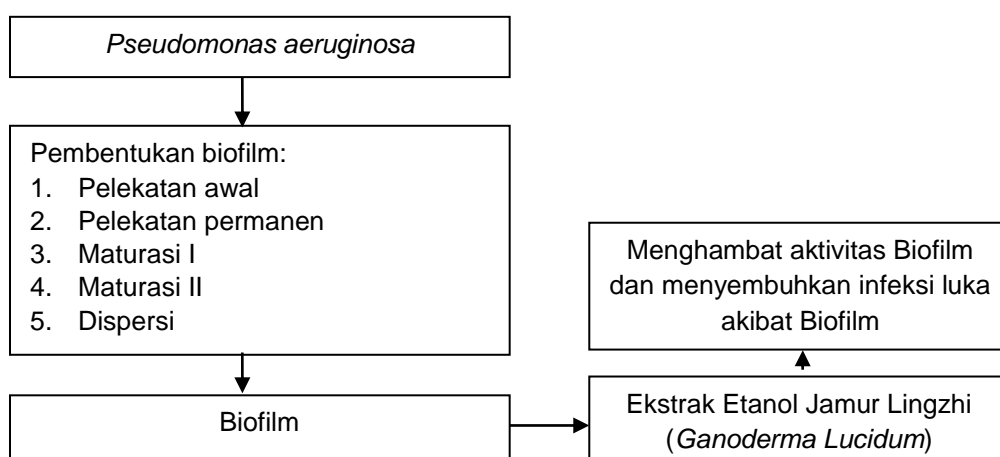 Pseudomonas aeruginosa
Pembentukan biofilm:
1. Pelekatan awal
2. Pelekatan permanen
3. Maturasi I
4. Maturasi II
5. Dispersi
Biofilm
Menghambat aktivitas Biofilm
dan menyembuhkan infeksi luka
akibat Biofilm
Ekstrak Etanol Jamur Lingzhi
(Ganoderma Lucidum)